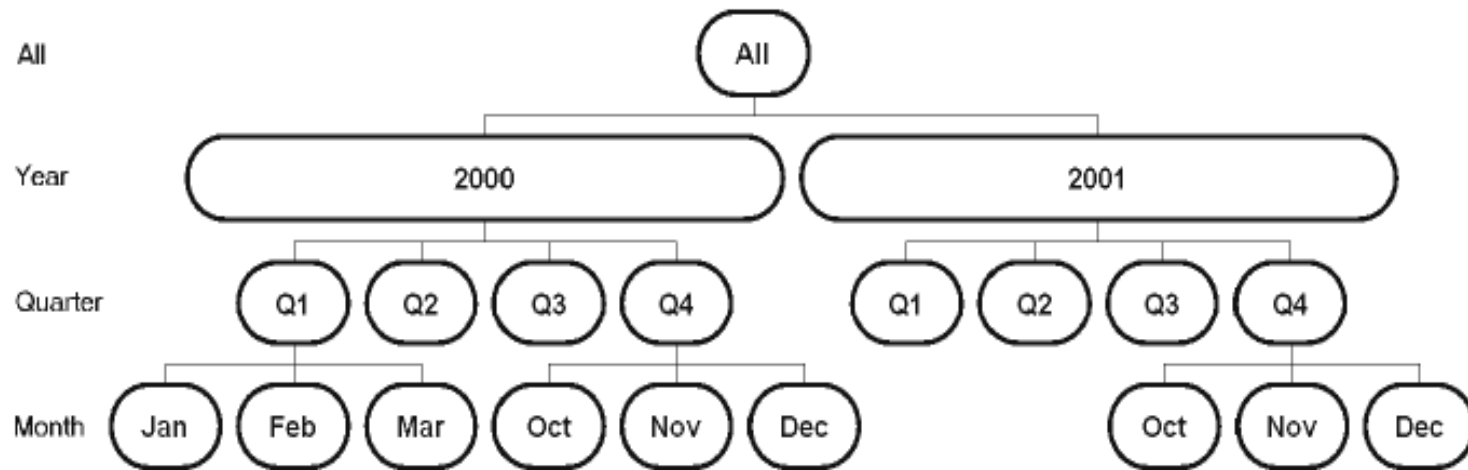 All All
Year 2000 2001
Quarter Q1 Q2 Q3 Q4 Q1 Q2 Q3 Q4
Month Jan Feb Mar Oct Nov Dec Oct Nov Dec